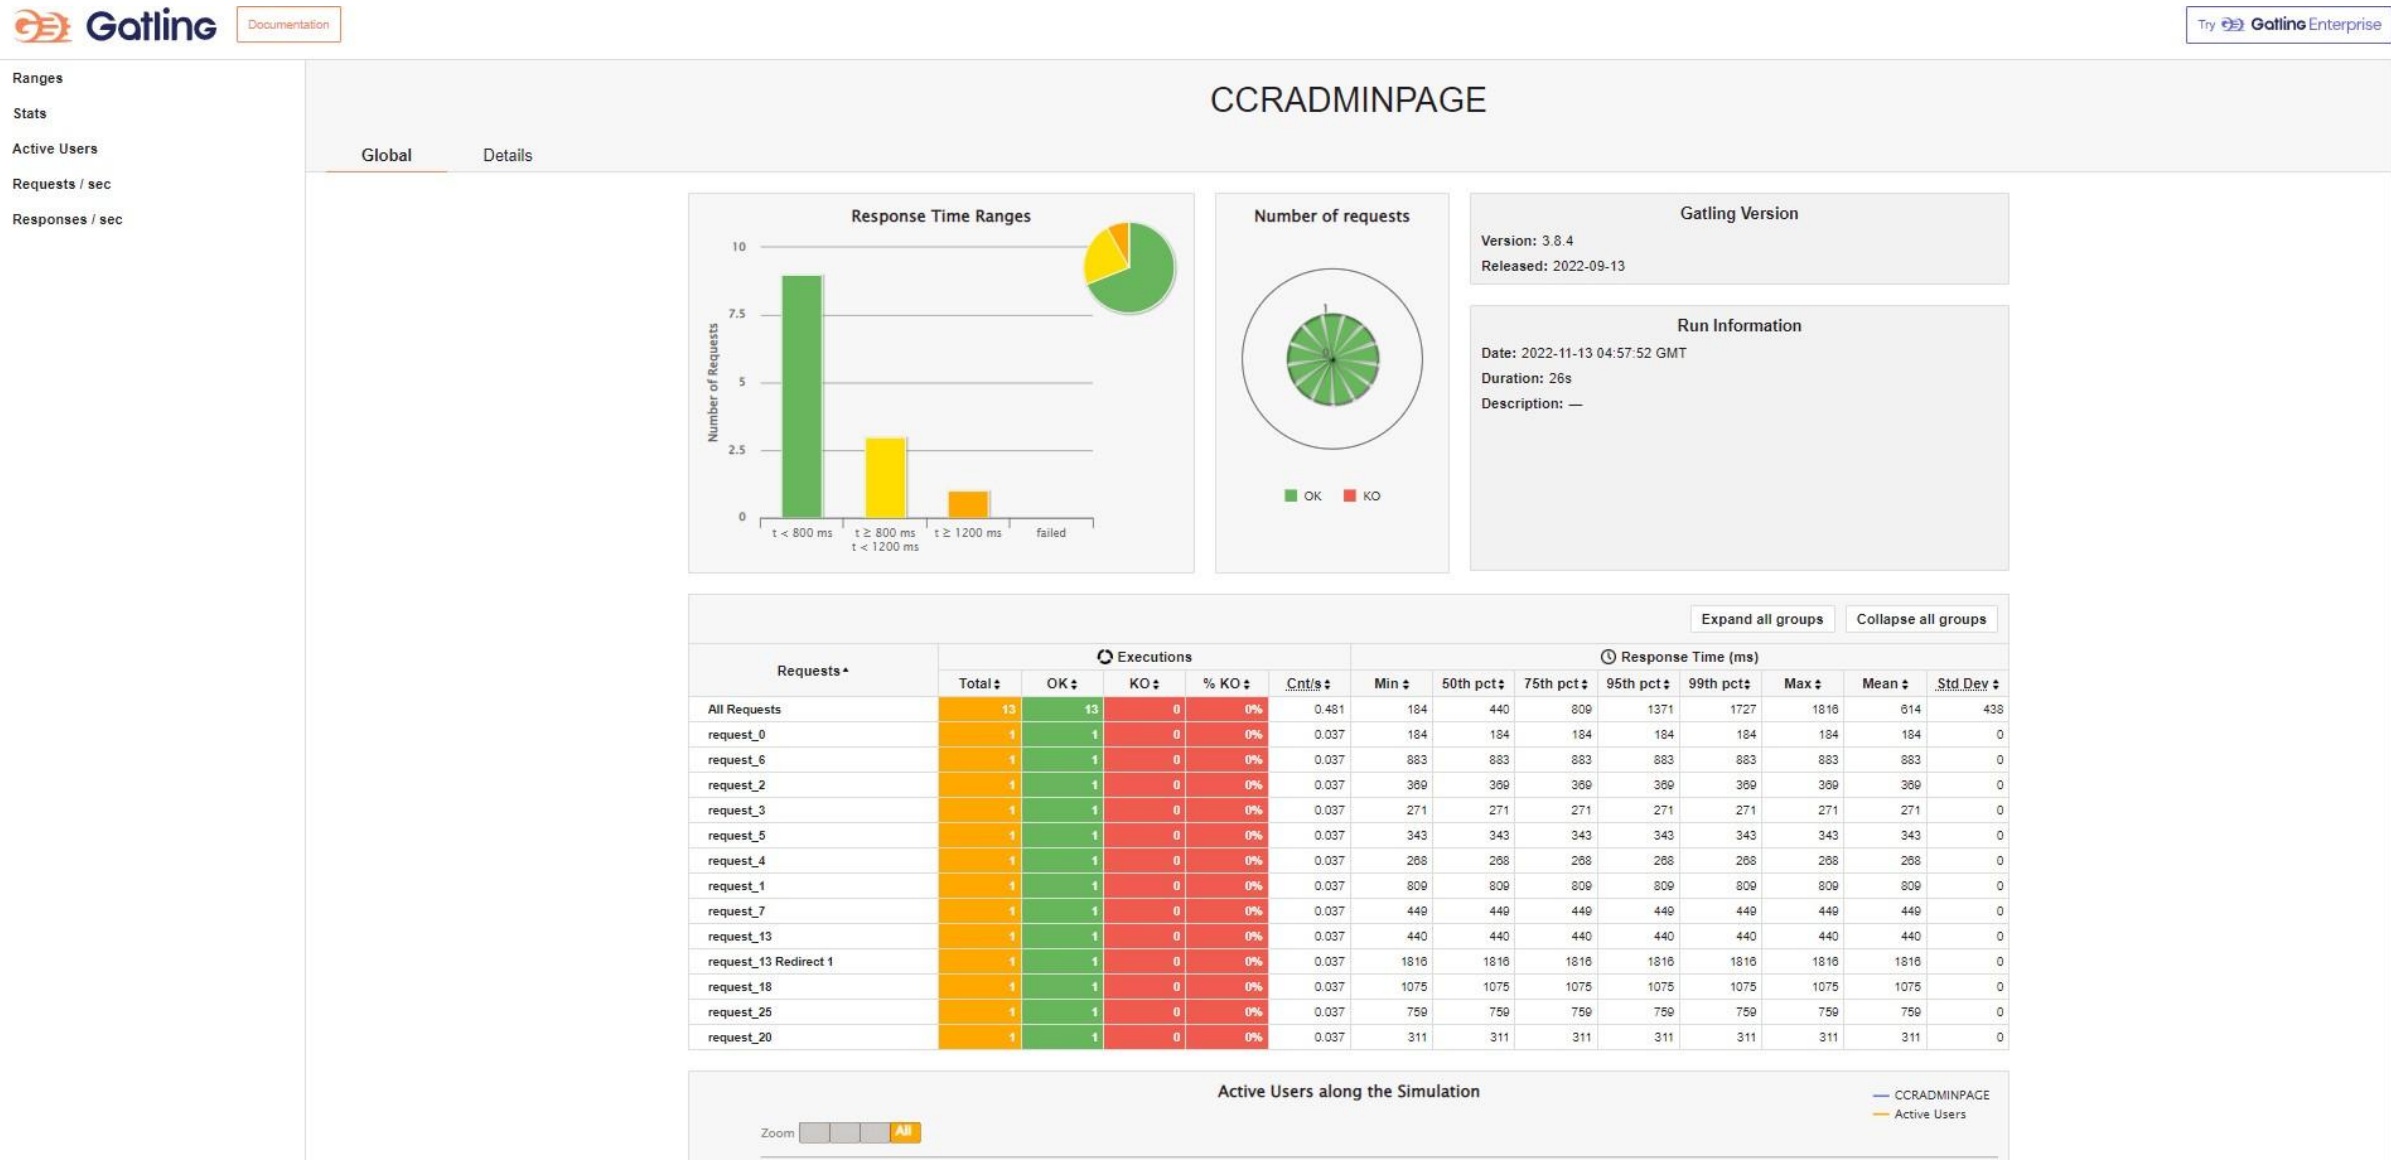 Gatling Documentation Try Gatling Enterprise
Ranges
Stats
Active Users
Requests / sec
Responses / sec
CCRADMINPAGE
Global Details
Response Time Ranges
10
7.5
5
2.5
0
Number of Requests
t < 800 ms
t ≥ 800 ms
t < 1200 ms
t ≥ 1200 ms
failed
Number of requests
1
0
OK KO
Gatling Version
Version: 3.8.4
Released: 2022-09-13
Run Information
Date: 2022-11-13 04:57:52 GMT
Duration: 26s
Description: —
Expand all groups Collapse all groups
Requests Executions Response Time (ms)
Total OK KO % KO Cnt/s Min 50th pct 75th pct 95th pct 99th pct Max Mean Std Dev
All Requests 13 13 0 0% 0.481 184 440 809 1371 1727 1816 614 438
request_0 1 1 0 0% 0.037 184 184 184 184 184 184 184 0
request_6 1 1 0 0% 0.037 883 883 883 883 883 883 883 0
request_2 1 1 0 0% 0.037 369 369 369 369 369 369 369 0
request_3 1 1 0 0% 0.037 271 271 271 271 271 271 271 0
request_5 1 1 0 0% 0.037 343 343 343 343 343 343 343 0
request_4 1 1 0 0% 0.037 268 268 268 268 268 268 268 0
request_1 1 1 0 0% 0.037 809 809 809 809 809 809 809 0
request_7 1 1 0 0% 0.037 449 449 449 449 449 449 449 0
request_13 1 1 0 0% 0.037 440 440 440 440 440 440 440 0
request_13 Redirect 1 1 1 0 0% 0.037 1816 1816 1816 1816 1816 1816 1816 0
request_18 1 1 0 0% 0.037 1075 1075 1075 1075 1075 1075 1075 0
request_25 1 1 0 0% 0.037 759 759 759 759 759 759 759 0
request_20 1 1 0 0% 0.037 311 311 311 311 311 311 311 0
Active Users along the Simulation
CCRADMINPAGE
Active Users
Zoom All